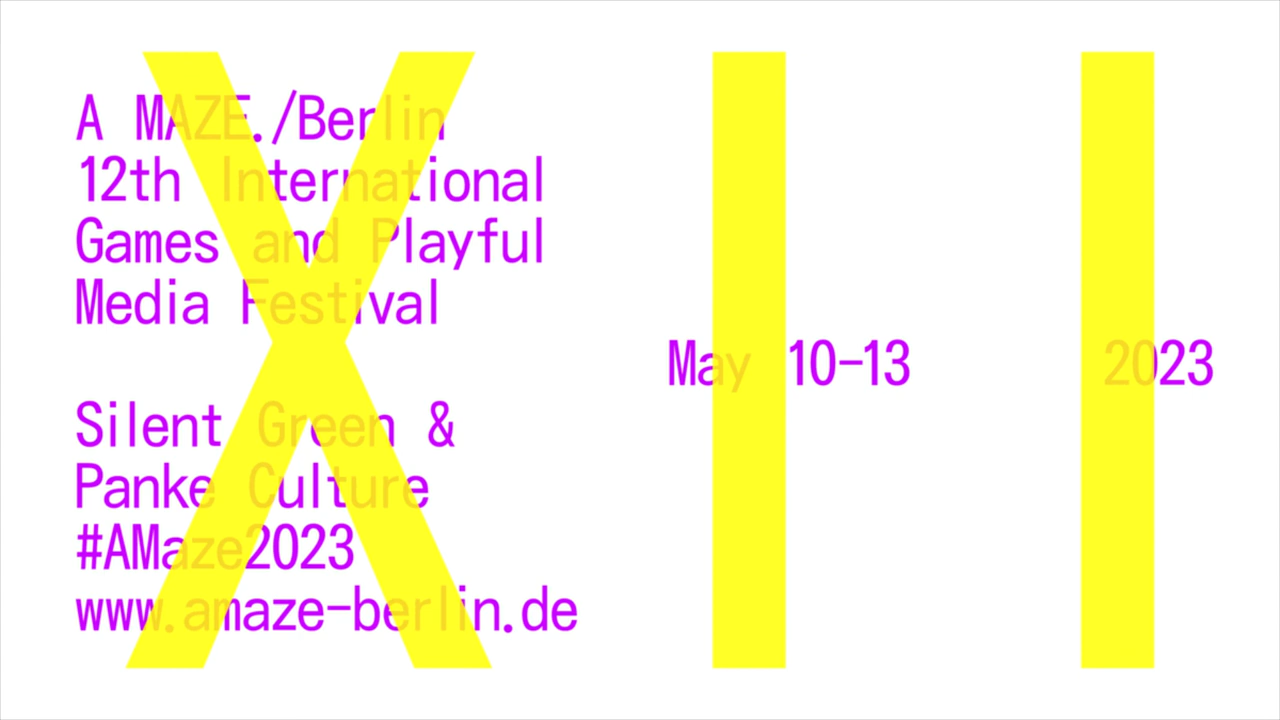 A MAZE./Berlin
12th International
Games and Playful
Media Festival
May 10-13 2023
Silent Green &
Panke Culture
#AMaze2023
www.amaze-berlin.de
XII